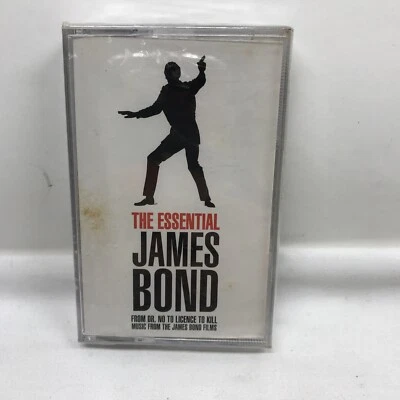 THE ESSENTIAL
JAMES
BOND
FROM DR. NO TO LICENCE TO KILL
MUSIC FROM THE JAMES BOND FILMS